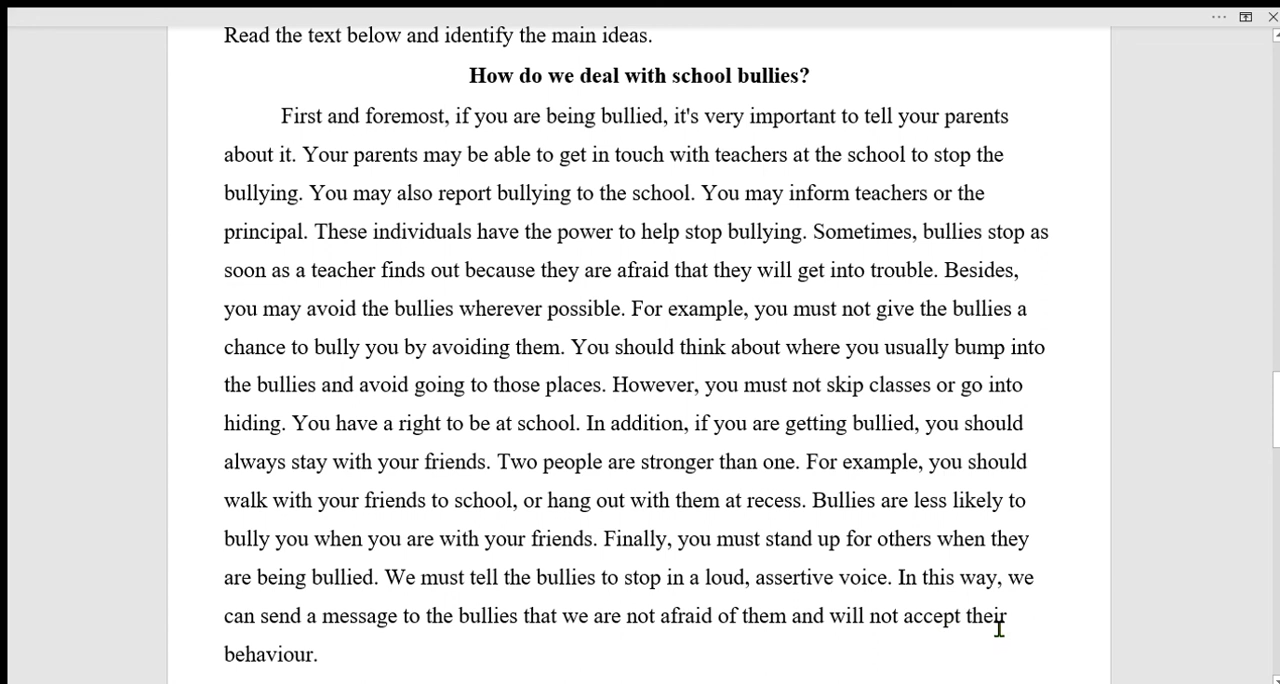 Read the text below and identify the main ideas.
How do we deal with school bullies?
First and foremost, if you are being bullied, it's very important to tell your parents
about it. Your parents may be able to get in touch with teachers at the school to stop the
bullying. You may also report bullying to the school. You may inform teachers or the
principal. These individuals have the power to help stop bullying. Sometimes, bullies stop as
soon as a teacher finds out because they are afraid that they will get into trouble. Besides,
you may avoid the bullies wherever possible. For example, you must not give the bullies a
chance to bully you by avoiding them. You should think about where you usually bump into
the bullies and avoid going to those places. However, you must not skip classes or go into
hiding. You have a right to be at school. In addition, if you are getting bullied, you should
always stay with your friends. Two people are stronger than one. For example, you should
walk with your friends to school, or hang out with them at recess. Bullies are less likely to
bully you when you are with your friends. Finally, you must stand up for others when they
are being bullied. We must tell the bullies to stop in a loud, assertive voice. In this way, we
can send a message to the bullies that we are not afraid of them and will not accept their
behaviour.